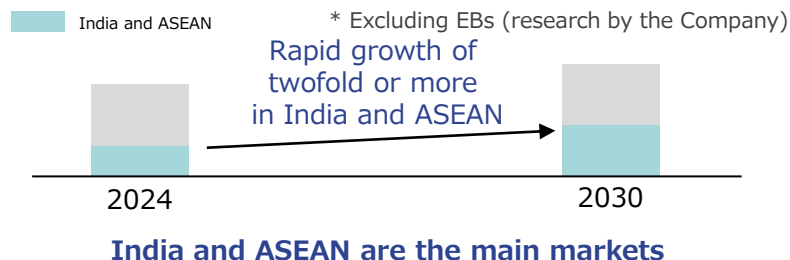 India and ASEAN
* Excluding EBs (research by the Company)
Rapid growth of
twofold or more
in India and ASEAN
2024
2030
India and ASEAN are the main markets